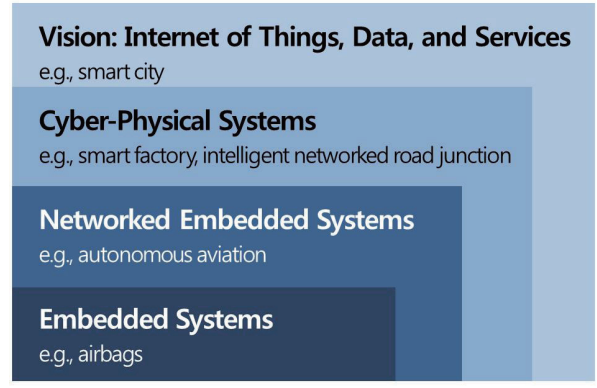 Vision: Internet of Things, Data, and Services
e.g., smart city
Cyber-Physical Systems
e.g., smart factory, intelligent networked road junction
Networked Embedded Systems
e.g., autonomous aviation
Embedded Systems
e.g., airbags